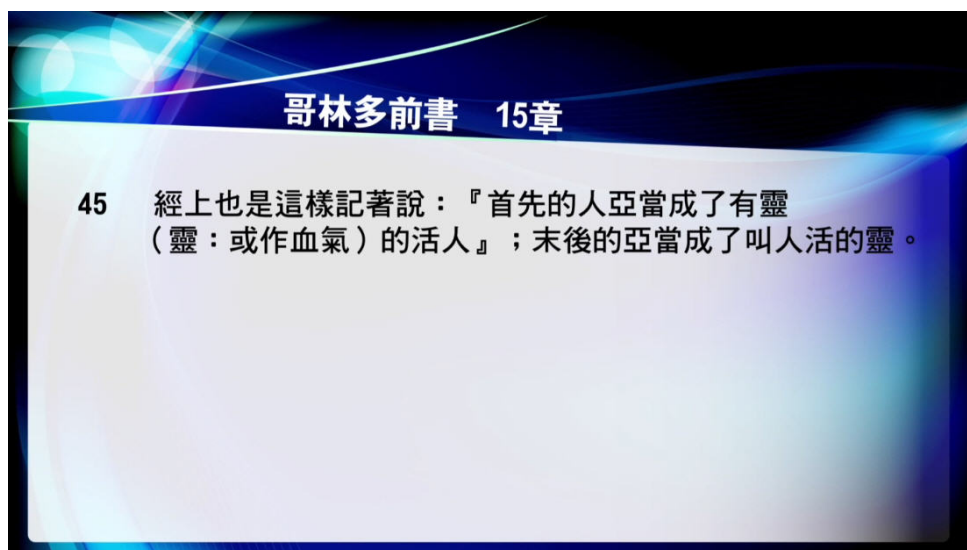 哥林多前書　15章
45　經上也是這樣記著說：『首先的人亞當成了有靈
（靈：或作血氣）的活人』；末後的亞當成了叫人活的靈。